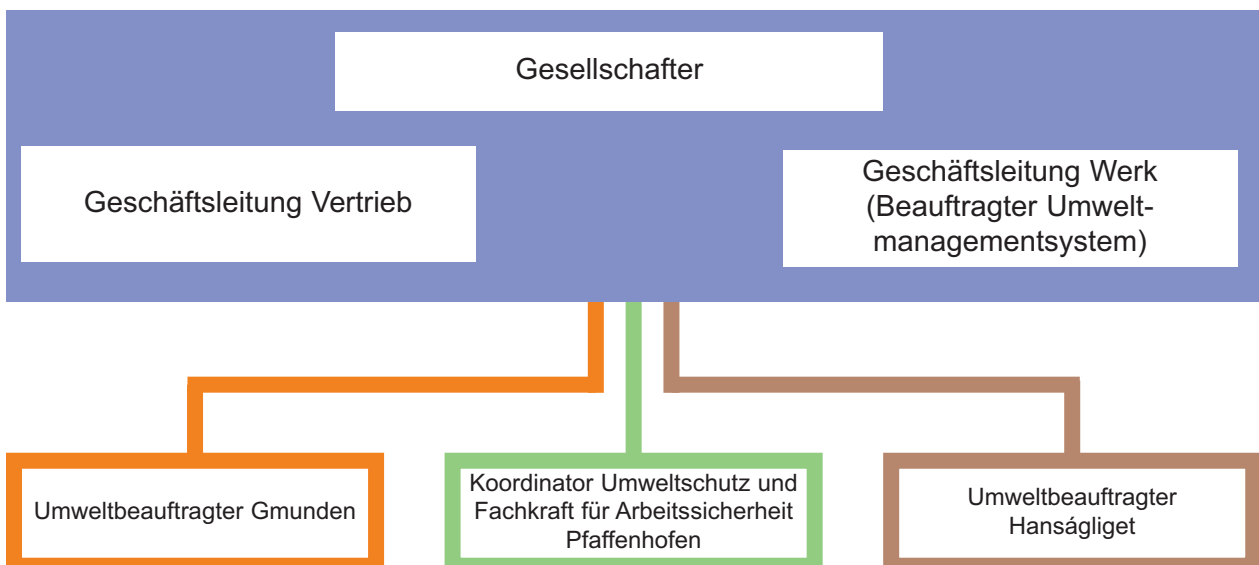 Gesellschafter
Geschäftsleitung Vertrieb
Geschäftsleitung Werk
(Beauftragter Umwelt-
managementsystem)
Umweltbeauftragter Gmunden
Koordinator Umweltschutz und
Fachkraft für Arbeitssicherheit
Pfaffenhofen
Umweltbeauftragter
Hanságliget